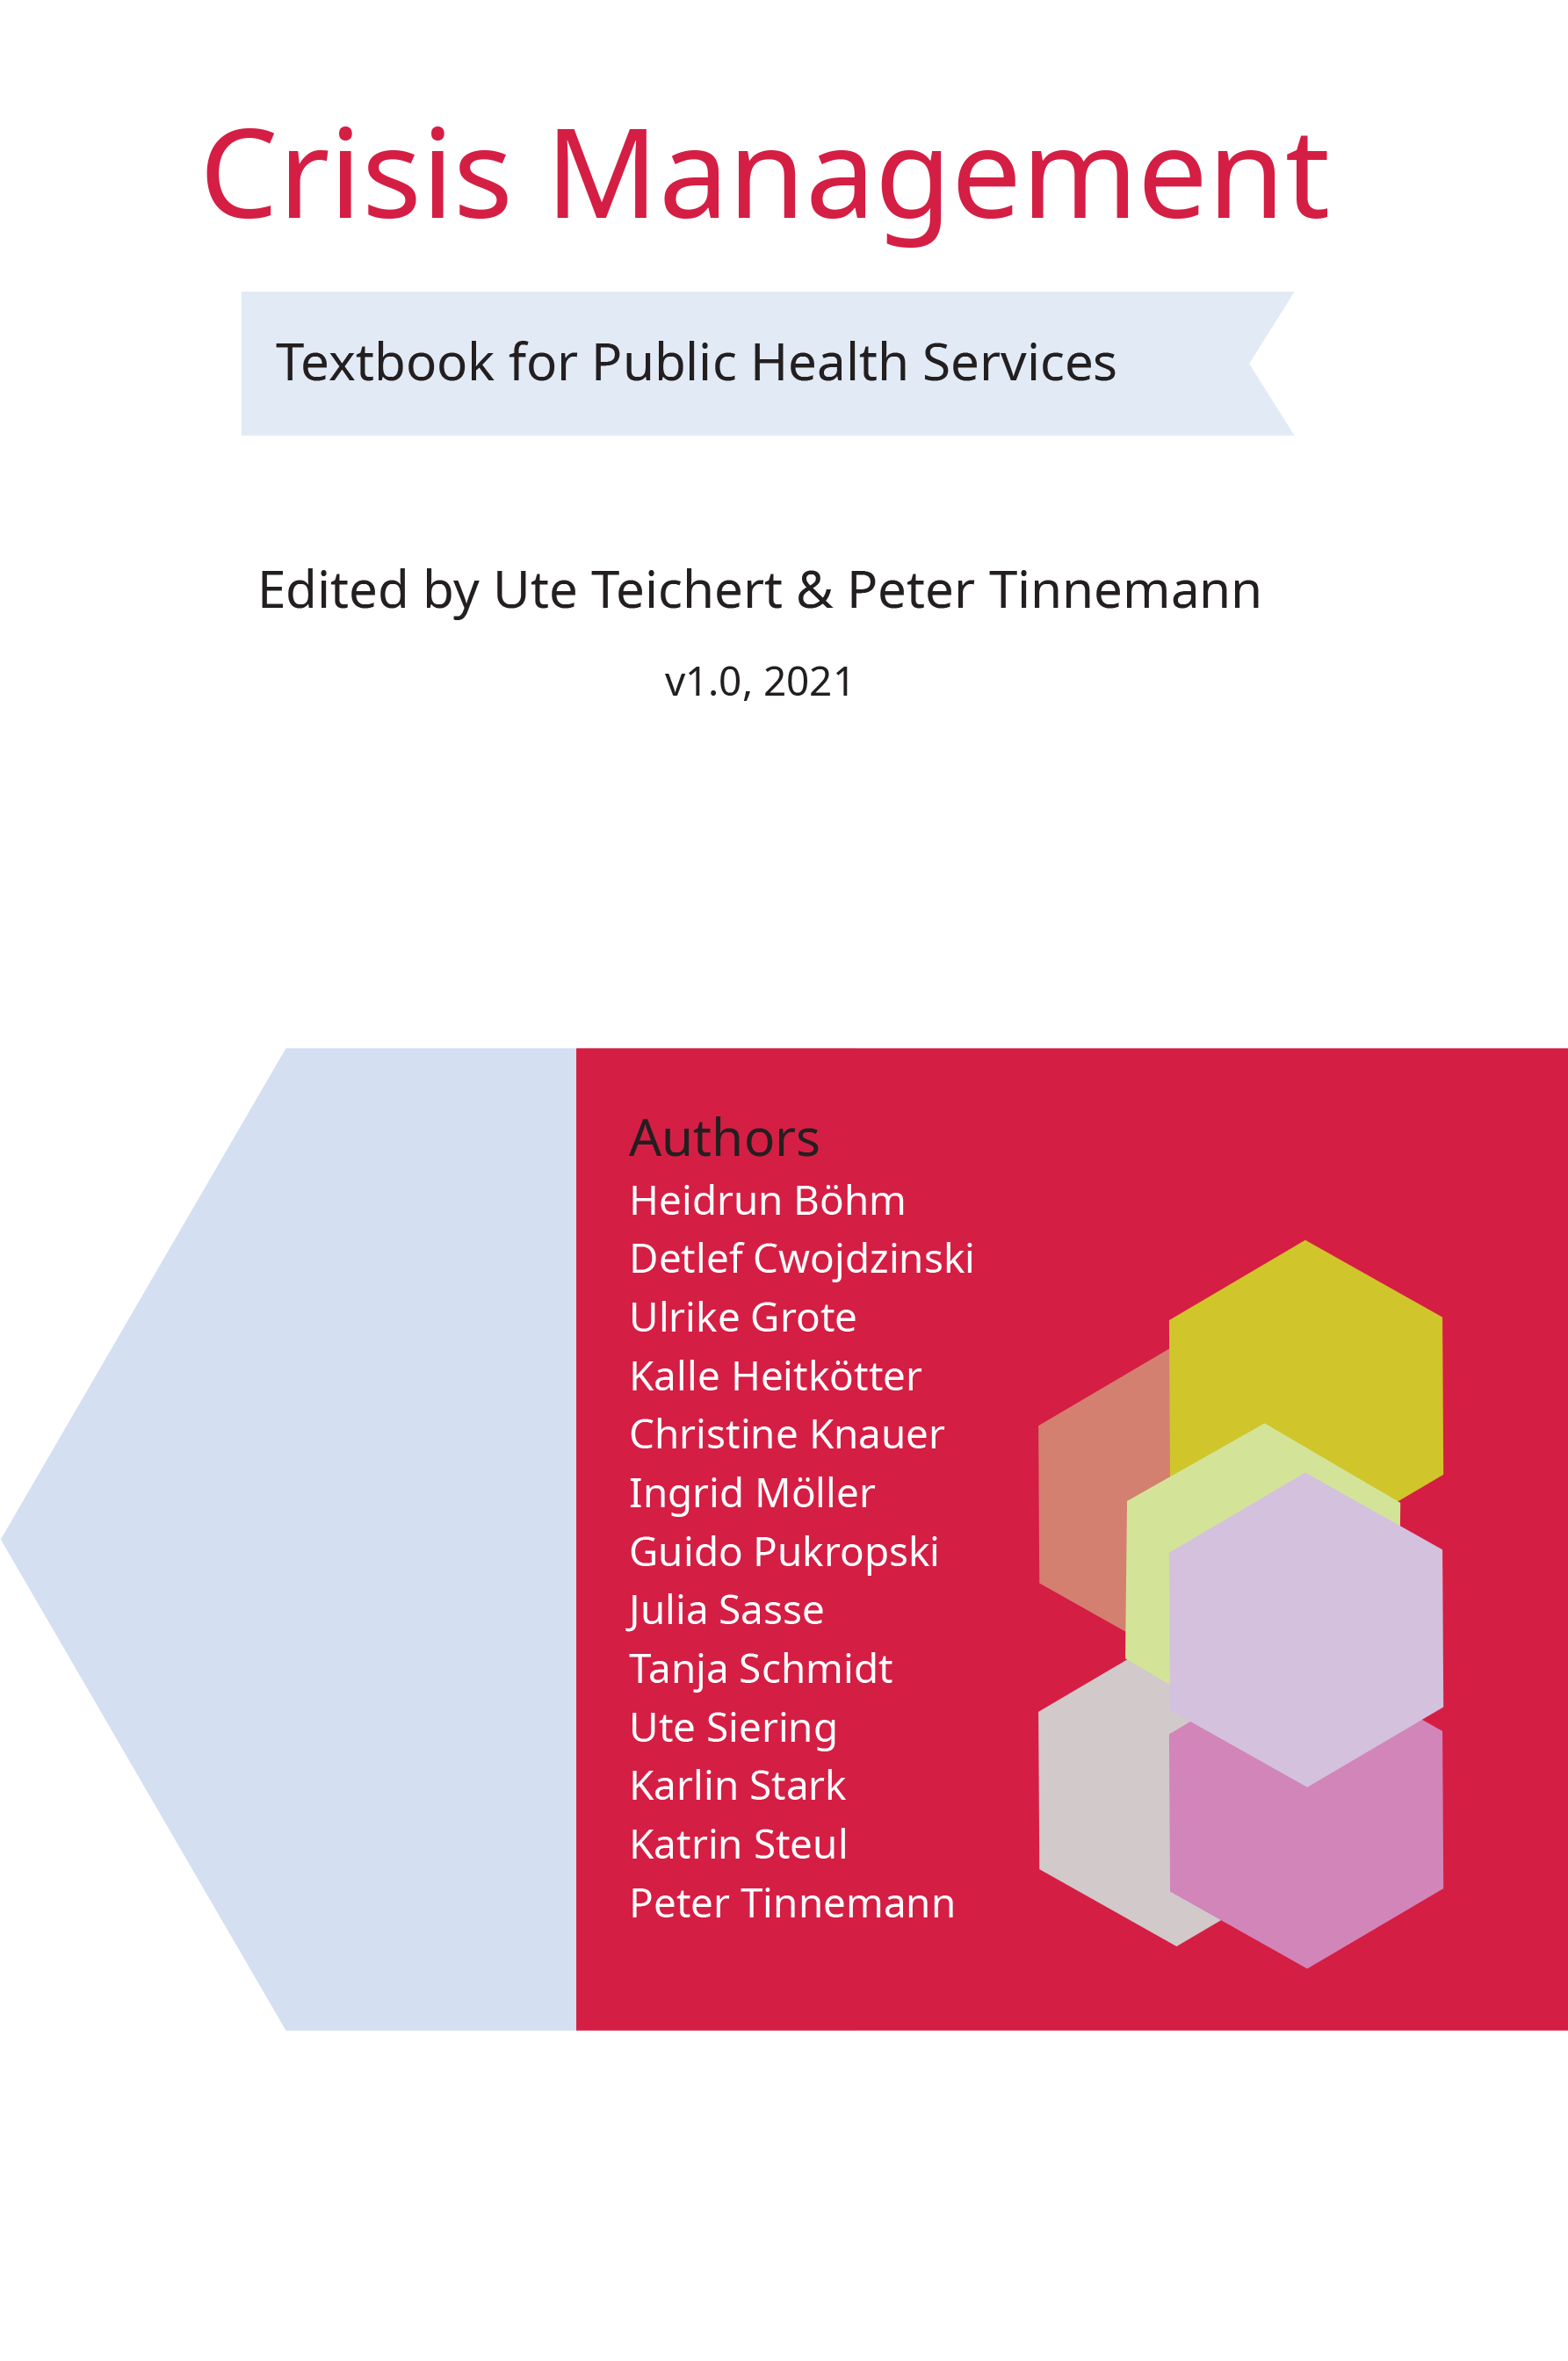 Crisis Management
Textbook for Public Health Services
Edited by Ute Teichert & Peter Tinnemann
v1.0, 2021
Authors
Heidrun Böhm
Detlef Cwojdzinski
Ulrike Grote
Kalle Heitkötter
Christine Knauer
Ingrid Möller
Guido Pukropski
Julia Sasse
Tanja Schmidt
Ute Siering
Karlin Stark
Katrin Steul
Peter Tinnemann